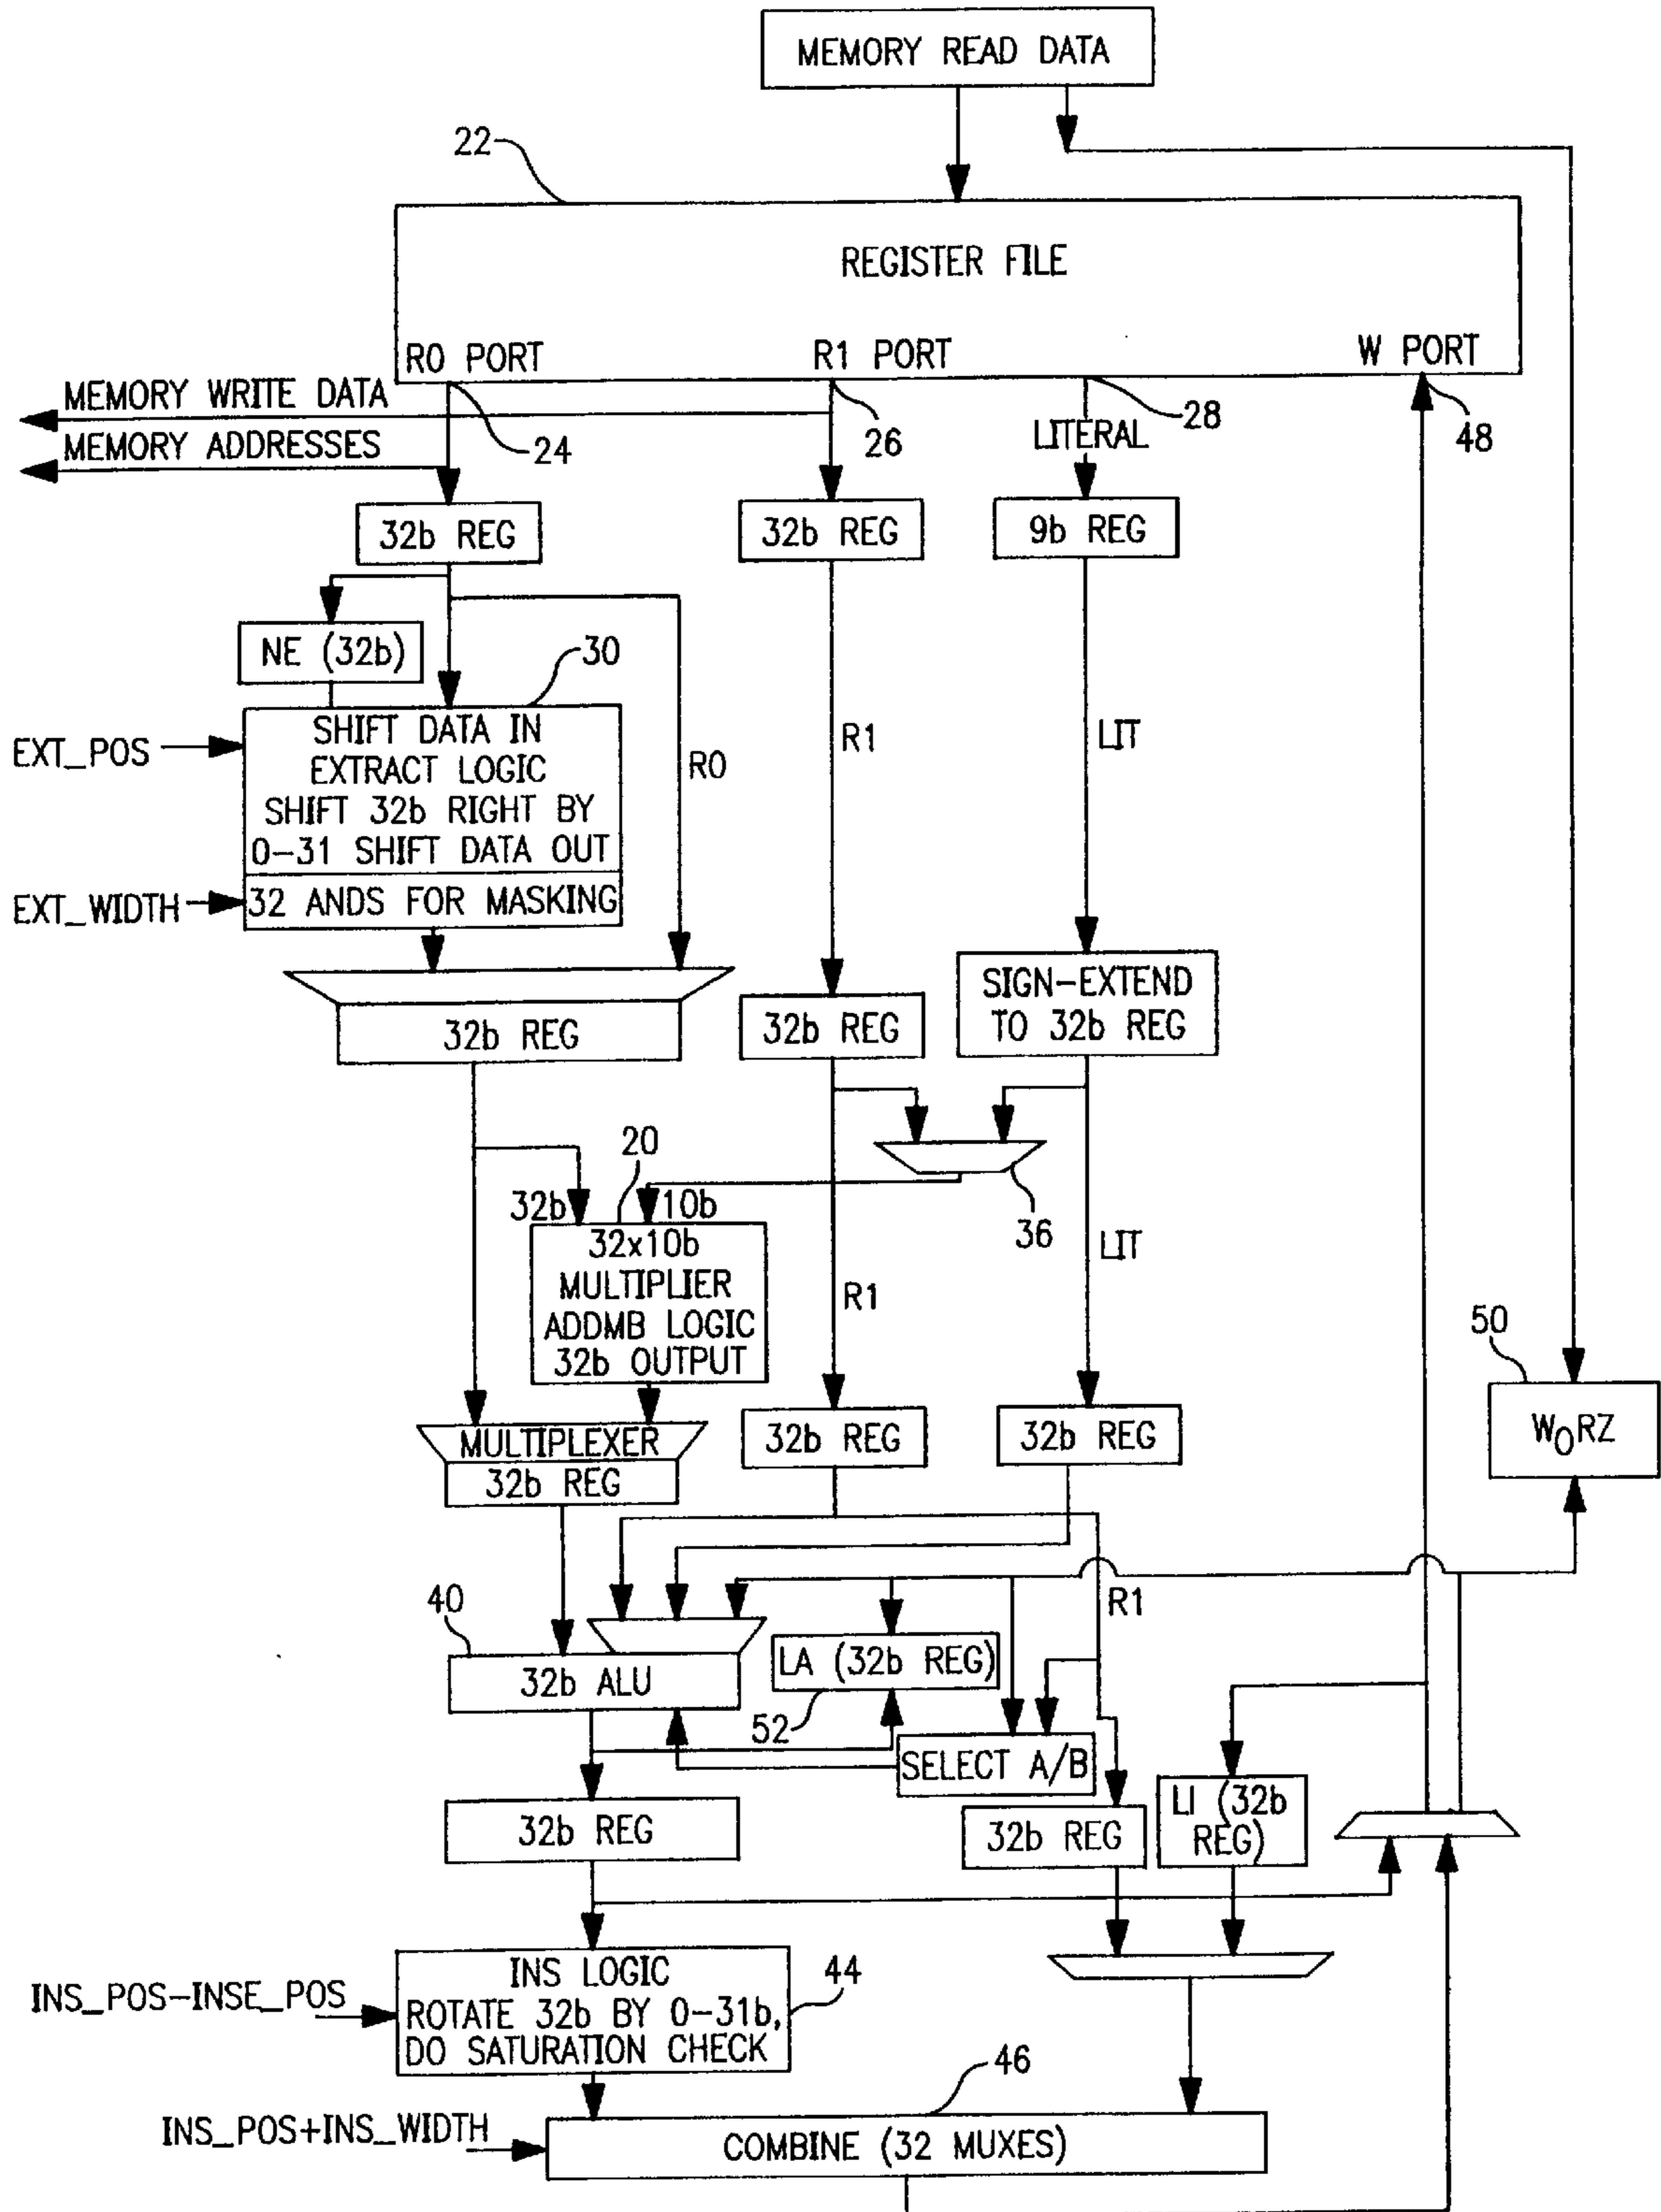 MEMORY READ DATA
22
REGISTER FILE
R0 PORT
R1 PORT
W PORT
MEMORY WRITE DATA
MEMORY ADDRESSES
24
26
LITERAL
28
48
32b REG
32b REG
9b REG
NE (32b)
30
EXT_POS
SHIFT DATA IN
EXTRACT LOGIC
SHIFT 32b RIGHT BY
0-31 SHIFT DATA OUT
R0
R1
LIT
EXT_WIDTH
32 ANDS FOR MASKING
32b REG
32b REG
SIGN-EXTEND
TO 32b REG
20
36
32b
10b
32x10b
MULTIPLIER
ADDMB LOGIC
32b OUTPUT
R1
LIT
50
MULTIPLEXER
32b REG
32b REG
32b REG
WORZ
40
R1
32b ALU
LA (32b REG)
52
SELECT A/B
32b REG
32b REG
LI (32b
REG)
INS_POS-INSE_POS
INS LOGIC
ROTATE 32b BY 0-31b,
DO SATURATION CHECK
44
46
INS_POS+INS_WIDTH
COMBINE (32 MUXES)